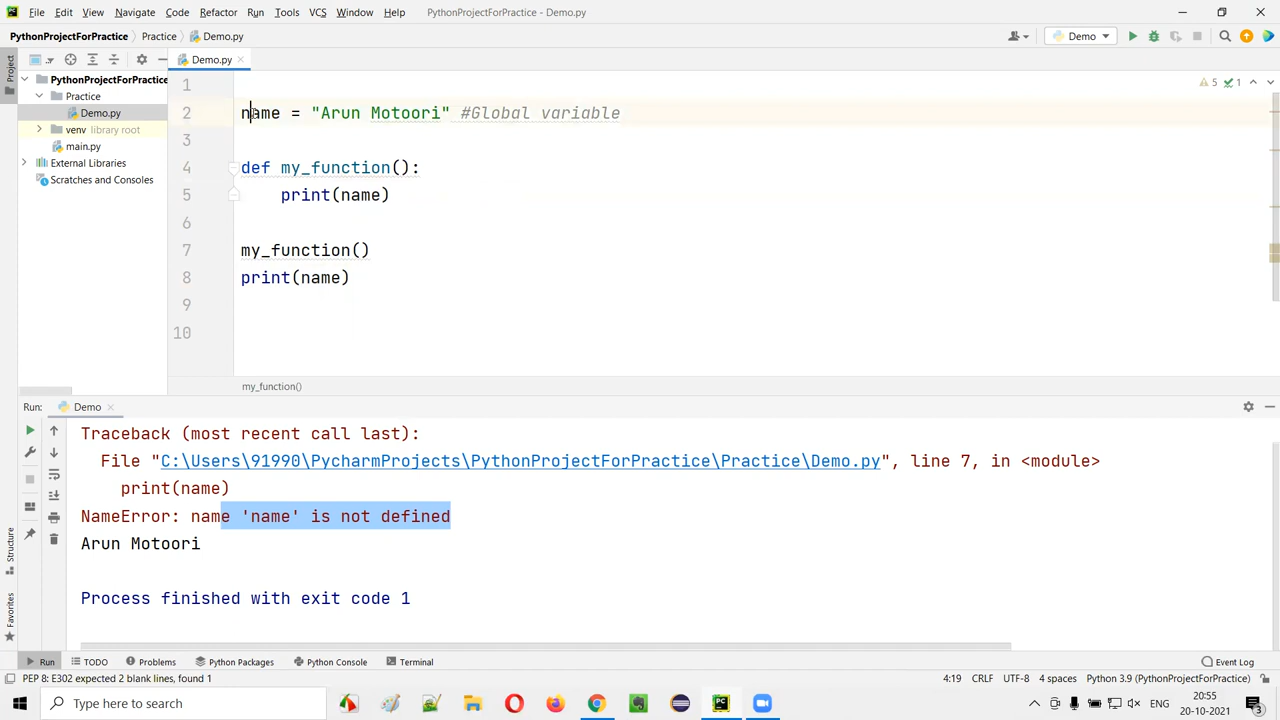 File Edit View Navigate Code Refactor Run Tools VCS Window Help PythonProjectForPractice - Demo.py
PythonProjectForPractice Practice Demo.py Demo
Project
Demo.py
PythonProjectForPractice
Practice
Demo.py
venv library root
main.py
External Libraries
Scratches and Consoles
5 1
1
2 name = "Arun Motoori" #Global variable
3
4 def my_function():
5 print(name)
6
7 my_function()
8 print(name)
9
10
my_function()
Run: Demo
Traceback (most recent call last):
File "C:\Users\91990\PycharmProjects\PythonProjectForPractice\Practice\Demo.py", line 7, in <module>
print(name)
NameError: name 'name' is not defined
Arun Motoori
Process finished with exit code 1
Structure
Favorites
Run TODO Problems Python Packages Python Console Terminal Event Log
PEP 8: E302 expected 2 blank lines, found 1 4:19 CRLF UTF-8 4 spaces Python 3.9 (PythonProjectForPractice)
Type here to search ENG 20:55
20-10-2021 3